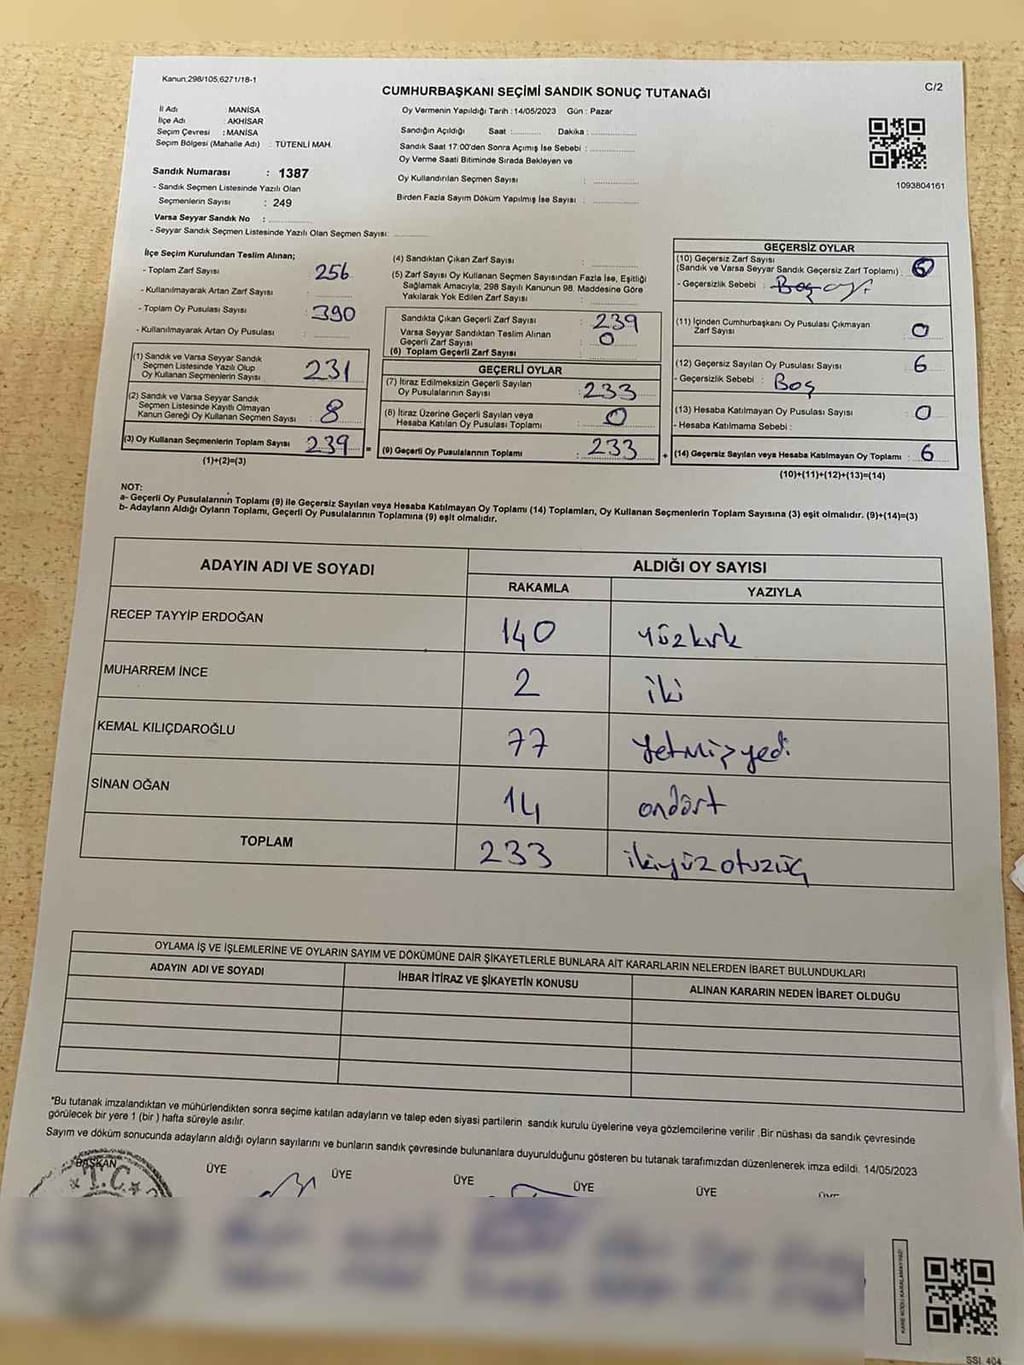 Kanun:298/105,6271/18-1
CUMHURBAŞKANI SEÇİMİ SANDIK SONUÇ TUTANAĞI
C/2
İl Adı : MANİSA
İlçe Adı : AKHİSAR
Seçim Çevresi : MANİSA
Seçim Bölgesi (Mahalle Adı) : TÜTENLİ MAH.
Oy Vermenin Yapıldığı Tarih : 14/05/2023 Gün : Pazar
Sandığın Açıldığı Saat :........... Dakika : ...............
Sandık Saat 17:00'den Sonra Açımış İse Sebebi : ...............
Oy Verme Saati Bitiminde Sırada Bekleyen ve
Oy Kullandırılan Seçmen Sayısı : ...............
Birden Fazla Sayım Döküm Yapılmış İse Sayısı : ...............
1093804161
Sandık Numarası : 1387
- Sandık Seçmen Listesinde Yazılı Olan
Seçmenlerin Sayısı : 249
Varsa Seyyar Sandık No : ...............
- Seyyar Sandık Seçmen Listesinde Yazılı Olan Seçmen Sayısı: ............
İlçe Seçim Kurulundan Teslim Alınan;
- Toplam Zarf Sayısı : 256
- Kullanılmayarak Artan Zarf Sayısı : ............
- Toplam Oy Pusulası Sayısı : 390
- Kullanılmayarak Artan Oy Pusulası : ............
(1) Sandık ve Varsa Seyyar Sandık
Seçmen Listesinde Yazılı Olup
Oy Kullanan Seçmenlerin Sayısı : 231
(2) Sandık ve Varsa Seyyar Sandık
Seçmen Listesinde Kayıtlı Olmayan
Kanun Gereği Oy Kullanan Seçmen Sayısı : 8
(3) Oy Kullanan Seçmenlerin Toplam Sayısı : 239
(1)+(2)=(3)
(4) Sandıktan Çıkan Zarf Sayısı : ............
(5) Zarf Sayısı Oy Kullanan Seçmen Sayısından Fazla İse, Eşitliği
Sağlamak Amacıyla, 298 Sayılı Kanunun 98. Maddesine Göre
Yakılarak Yok Edilen Zarf Sayısı : ............
Sandıkta Çıkan Geçerli Zarf Sayısı : 239
Varsa Seyyar Sandıktan Teslim Alınan
Geçerli Zarf Sayısı : 0
(6) Toplam Geçerli Zarf Sayısı : ............
GEÇERLİ OYLAR
(7) İtiraz Edilmeksizin Geçerli Sayılan
Oy Pusulalarının Sayısı : 233
(8) İtiraz Üzerine Geçerli Sayılan veya
Hesaba Katılan Oy Pusulası Toplamı : 0
(9) Geçerli Oy Pusulalarının Toplamı : 233
GEÇERSİZ OYLAR
(10) Geçersiz Zarf Sayısı
(Sandık ve Varsa Seyyar Sandık Geçersiz Zarf Toplamı) :
- Geçersizlik Sebebi : Boş
(11) İçinden Cumhurbaşkanı Oy Pusulası Çıkmayan
Zarf Sayısı : 0
(12) Geçersiz Sayılan Oy Pusulası Sayısı : 6
- Geçersizlik Sebebi : Boş
(13) Hesaba Katılmayan Oy Pusulası Sayısı : 0
- Hesaba Katılmama Sebebi :
(14) Geçersiz Sayılan veya Hesaba Katılmayan Oy Toplamı : 6
(10)+(11)+(12)+(13)=(14)
NOT:
a- Geçerli Oy Pusulalarının Toplamı (9) ile Geçersiz Sayılan veya Hesaba Katılmayan Oy Toplamı (14) Toplamları, Oy Kullanan Seçmenlerin Toplam Sayısına (3) eşit olmalıdır. (9)+(14)=(3)
b- Adayların Aldığı Oyların Toplamı, Geçerli Oy Pusulalarının Toplamına (9) eşit olmalıdır.
ADAYIN ADI VE SOYADI
ALDIĞI OY SAYISI
RAKAMLA YAZIYLA
RECEP TAYYİP ERDOĞAN 140 yüzkırk
MUHARREM İNCE 2 iki
KEMAL KILIÇDAROĞLU 77 Yetmişyedi
SİNAN OĞAN 14 ondört
TOPLAM 233 ikiyüzotuzüç
OYLAMA İŞ VE İŞLEMLERİNE VE OYLARIN SAYIM VE DÖKÜMÜNE DAİR ŞİKAYETLERLE BUNLARA AİT KARARLARIN NELERDEN İBARET BULUNDUKLARI
ADAYIN ADI VE SOYADI İHBAR İTİRAZ VE ŞİKAYETİN KONUSU ALINAN KARARIN NEDEN İBARET OLDUĞU
"Bu tutanak imzalandıktan ve mühürlendikten sonra seçime katılan adayların ve talep eden siyasi partilerin sandık kurulu üyelerine veya gözlemcilerine verilir .Bir nüshası da sandık çevresinde
görülecek bir yere 1 (bir ) hafta süreyle asılır.
Sayım ve döküm sonucunda adayların aldığı oyların sayılarını ve bunların sandık çevresinde bulunanlara duyurulduğunu gösteren bu tutanak tarafımızdan düzenlenerek imza edildi. 14/05/2023
BAŞKAN ÜYE ÜYE ÜYE ÜYE ÜYE
T.C.
KARE KODU KARALAMAYINIZ!
SSL 404